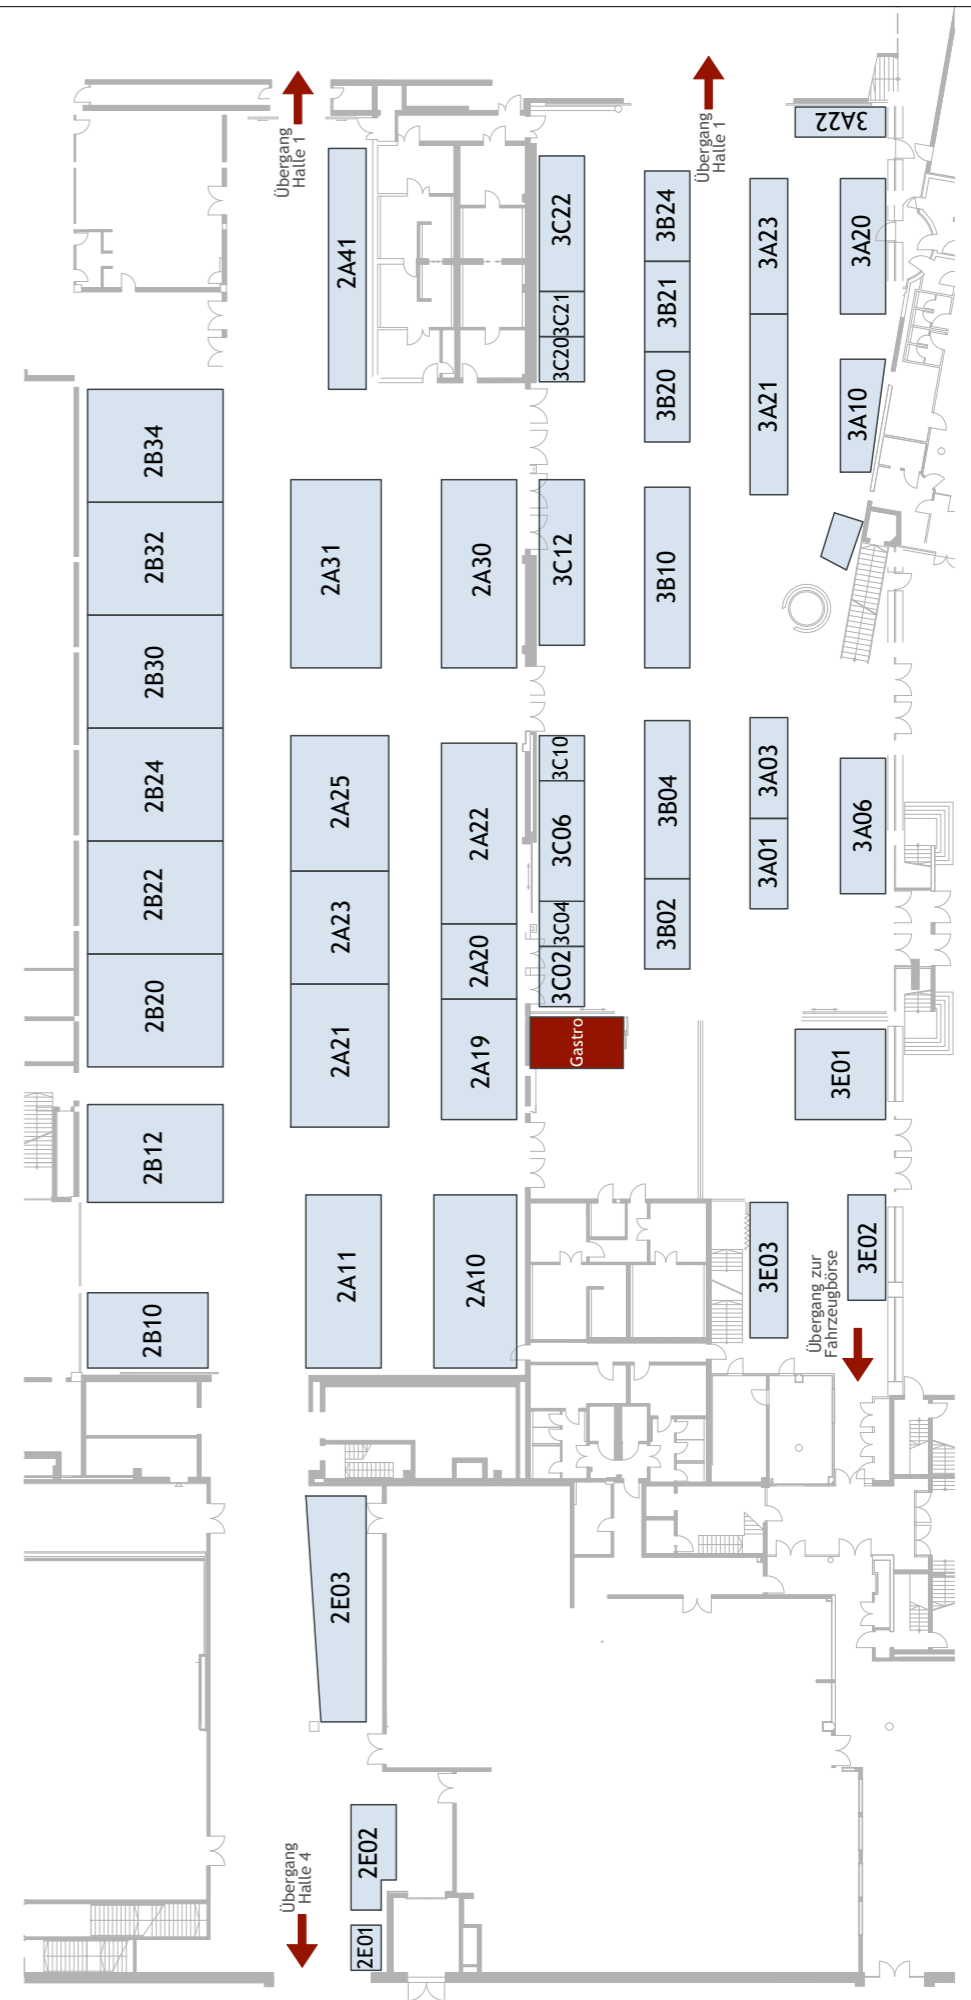 Übergang
Halle 1
Übergang
Halle 1
3A22
2A41
3C22
3B24
3A23
3A20
3C21
3B21
3C20
3B20
3A21
3A10
2B34
2B32
2A31
2A30
3C12
3B10
2B30
2B24
2A25
2A22
3C10
3C06
3B04
3A03
3A06
3A01
2B22
2A23
2A20
3C04
3B02
3C02
2B20
2A21
2A19
Gastro
3E01
2B12
2A11
2A10
3E03
3E02
2B10
Übergang zur
Fahrzeugbörse
2E03
2E02
Übergang
Halle 4
2E01